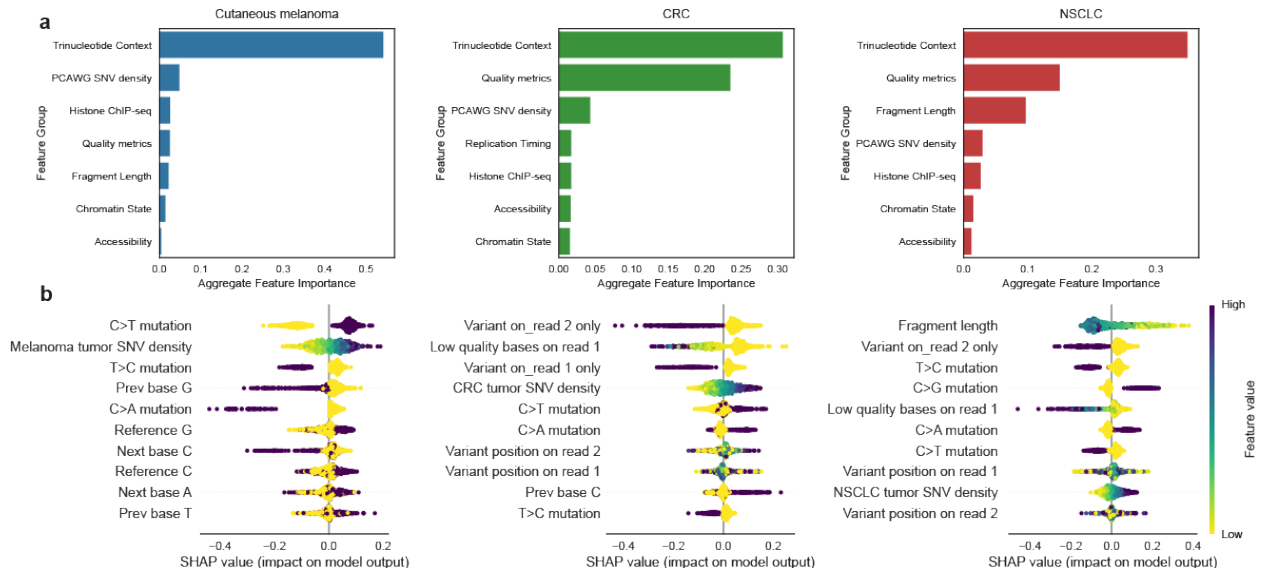 a
Cutaneous melanoma
Feature Group
Trinucleotide Context
PCAWG SNV density
Histone ChIP-seq
Quality metrics
Fragment Length
Chromatin State
Accessibility
0.0 0.1 0.2 0.3 0.4 0.5
Aggregate Feature Importance
CRC
Feature Group
Trinucleotide Context
Quality metrics
PCAWG SNV density
Replication Timing
Histone ChIP-seq
Accessibility
Chromatin State
0.00 0.05 0.10 0.15 0.20 0.25 0.30
Aggregate Feature Importance
NSCLC
Feature Group
Trinucleotide Context
Quality metrics
Fragment Length
PCAWG SNV density
Histone ChIP-seq
Chromatin State
Accessibility
0.0 0.1 0.2 0.3
Aggregate Feature Importance
b
C>T mutation
Melanoma tumor SNV density
T>C mutation
Prev base G
C>A mutation
Reference G
Next base C
Reference C
Next base A
Prev base T
−0.4 −0.2 0.0 0.2
SHAP value (impact on model output)
Variant on_read 2 only
Low quality bases on read 1
Variant on_read 1 only
CRC tumor SNV density
C>T mutation
C>A mutation
Variant position on read 2
Variant position on read 1
Prev base C
T>C mutation
−0.4 −0.2 0.0 0.2
SHAP value (impact on model output)
Fragment length
Variant on_read 2 only
T>C mutation
C>G mutation
Low quality bases on read 1
C>A mutation
C>T mutation
Variant position on read 1
NSCLC tumor SNV density
Variant position on read 2
−0.4 −0.2 0.0 0.2 0.4
SHAP value (impact on model output)
High
Feature value
Low